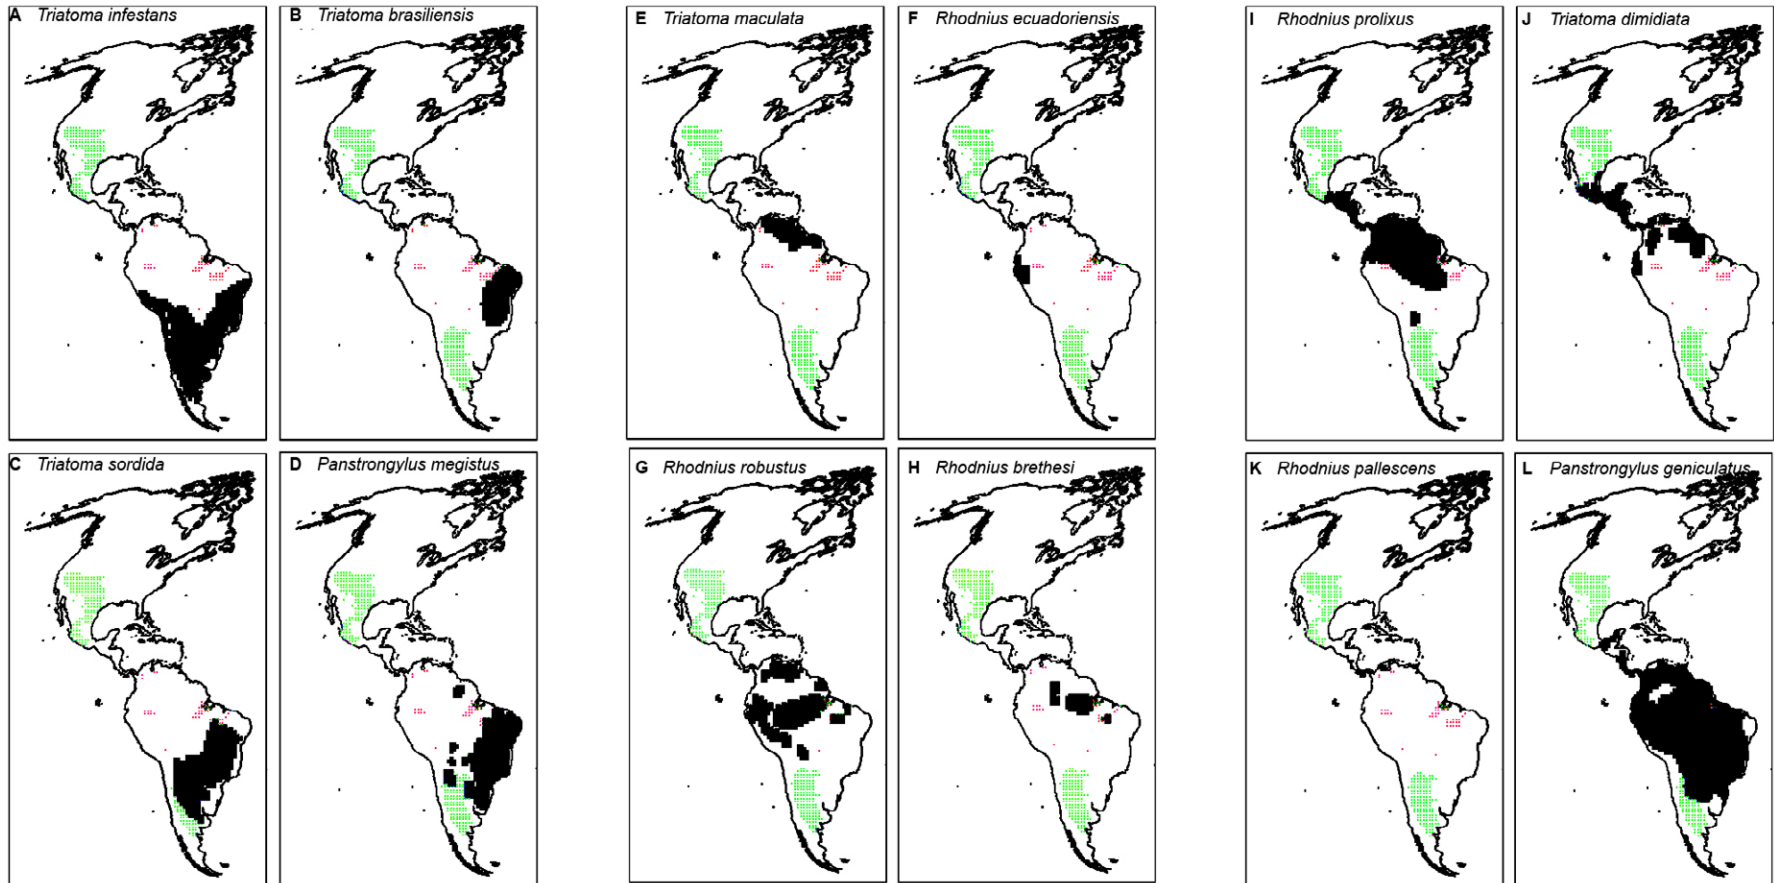 A Triatoma infestans
B Triatoma brasiliensis
E Triatoma maculata
F Rhodnius ecuadoriensis
I Rhodnius prolixus
J Triatoma dimidiata
C Triatoma sordida
D Panstrongylus megistus
G Rhodnius robustus
H Rhodnius brethesi
K Rhodnius pallescens
L Panstrongylus geniculatus